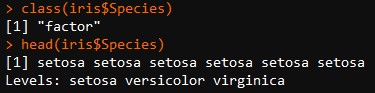 > class(iris$Species)
[1] "factor"
> head(iris$Species)
[1] setosa setosa setosa setosa setosa setosa
Levels: setosa versicolor virginica